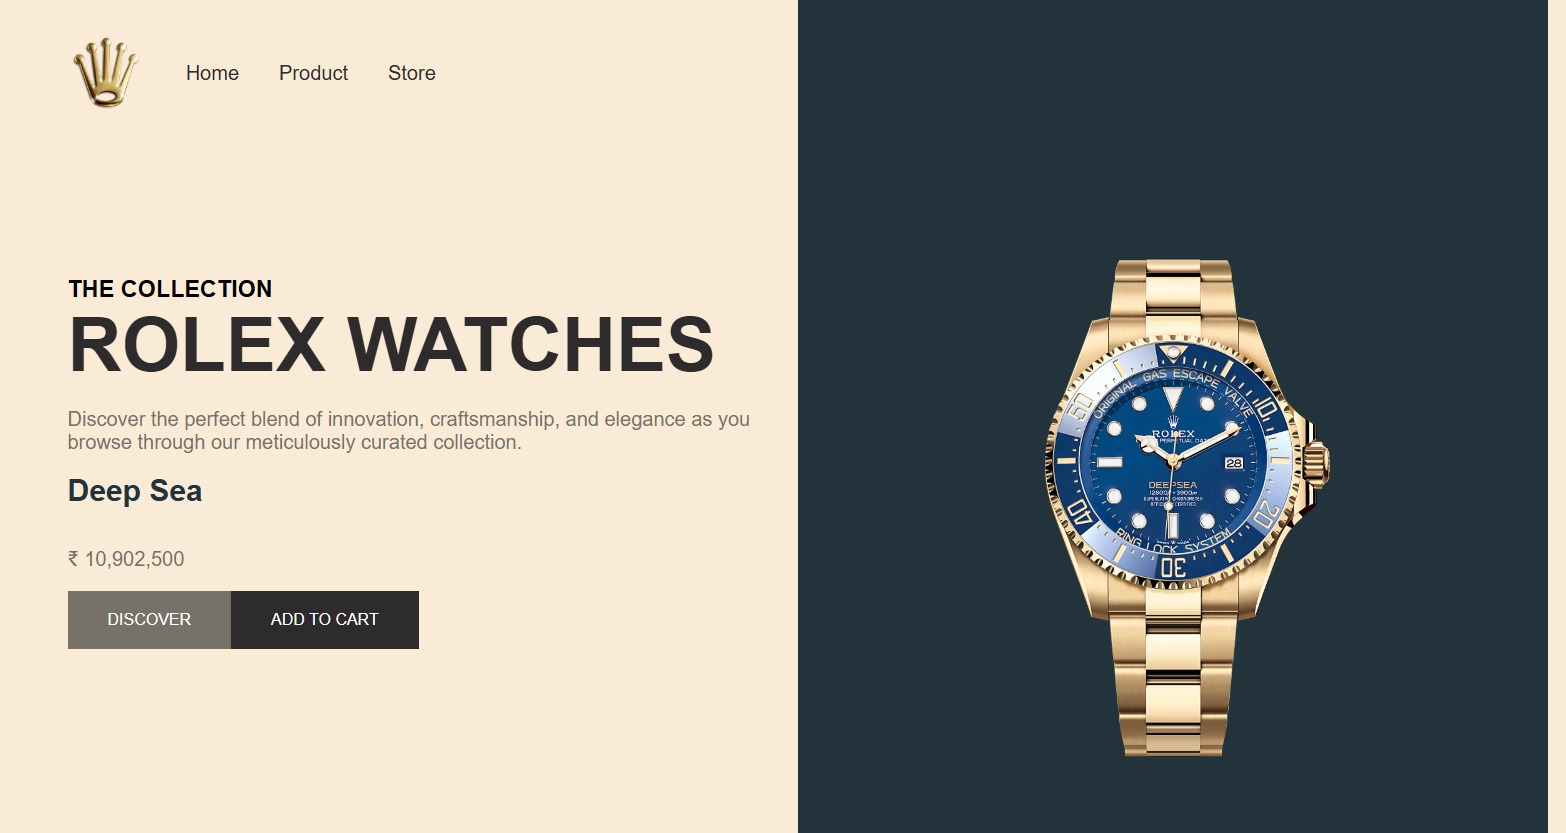 Home Product Store
THE COLLECTION
ROLEX WATCHES
Discover the perfect blend of innovation, craftsmanship, and elegance as you
browse through our meticulously curated collection.
Deep Sea
₹ 10,902,500
DISCOVER ADD TO CART
ORIGINAL GAS ESCAPE VALVE
50
10
ROLEX
28
DEEPSEA
40
20
RING LOCK SYSTEM
30